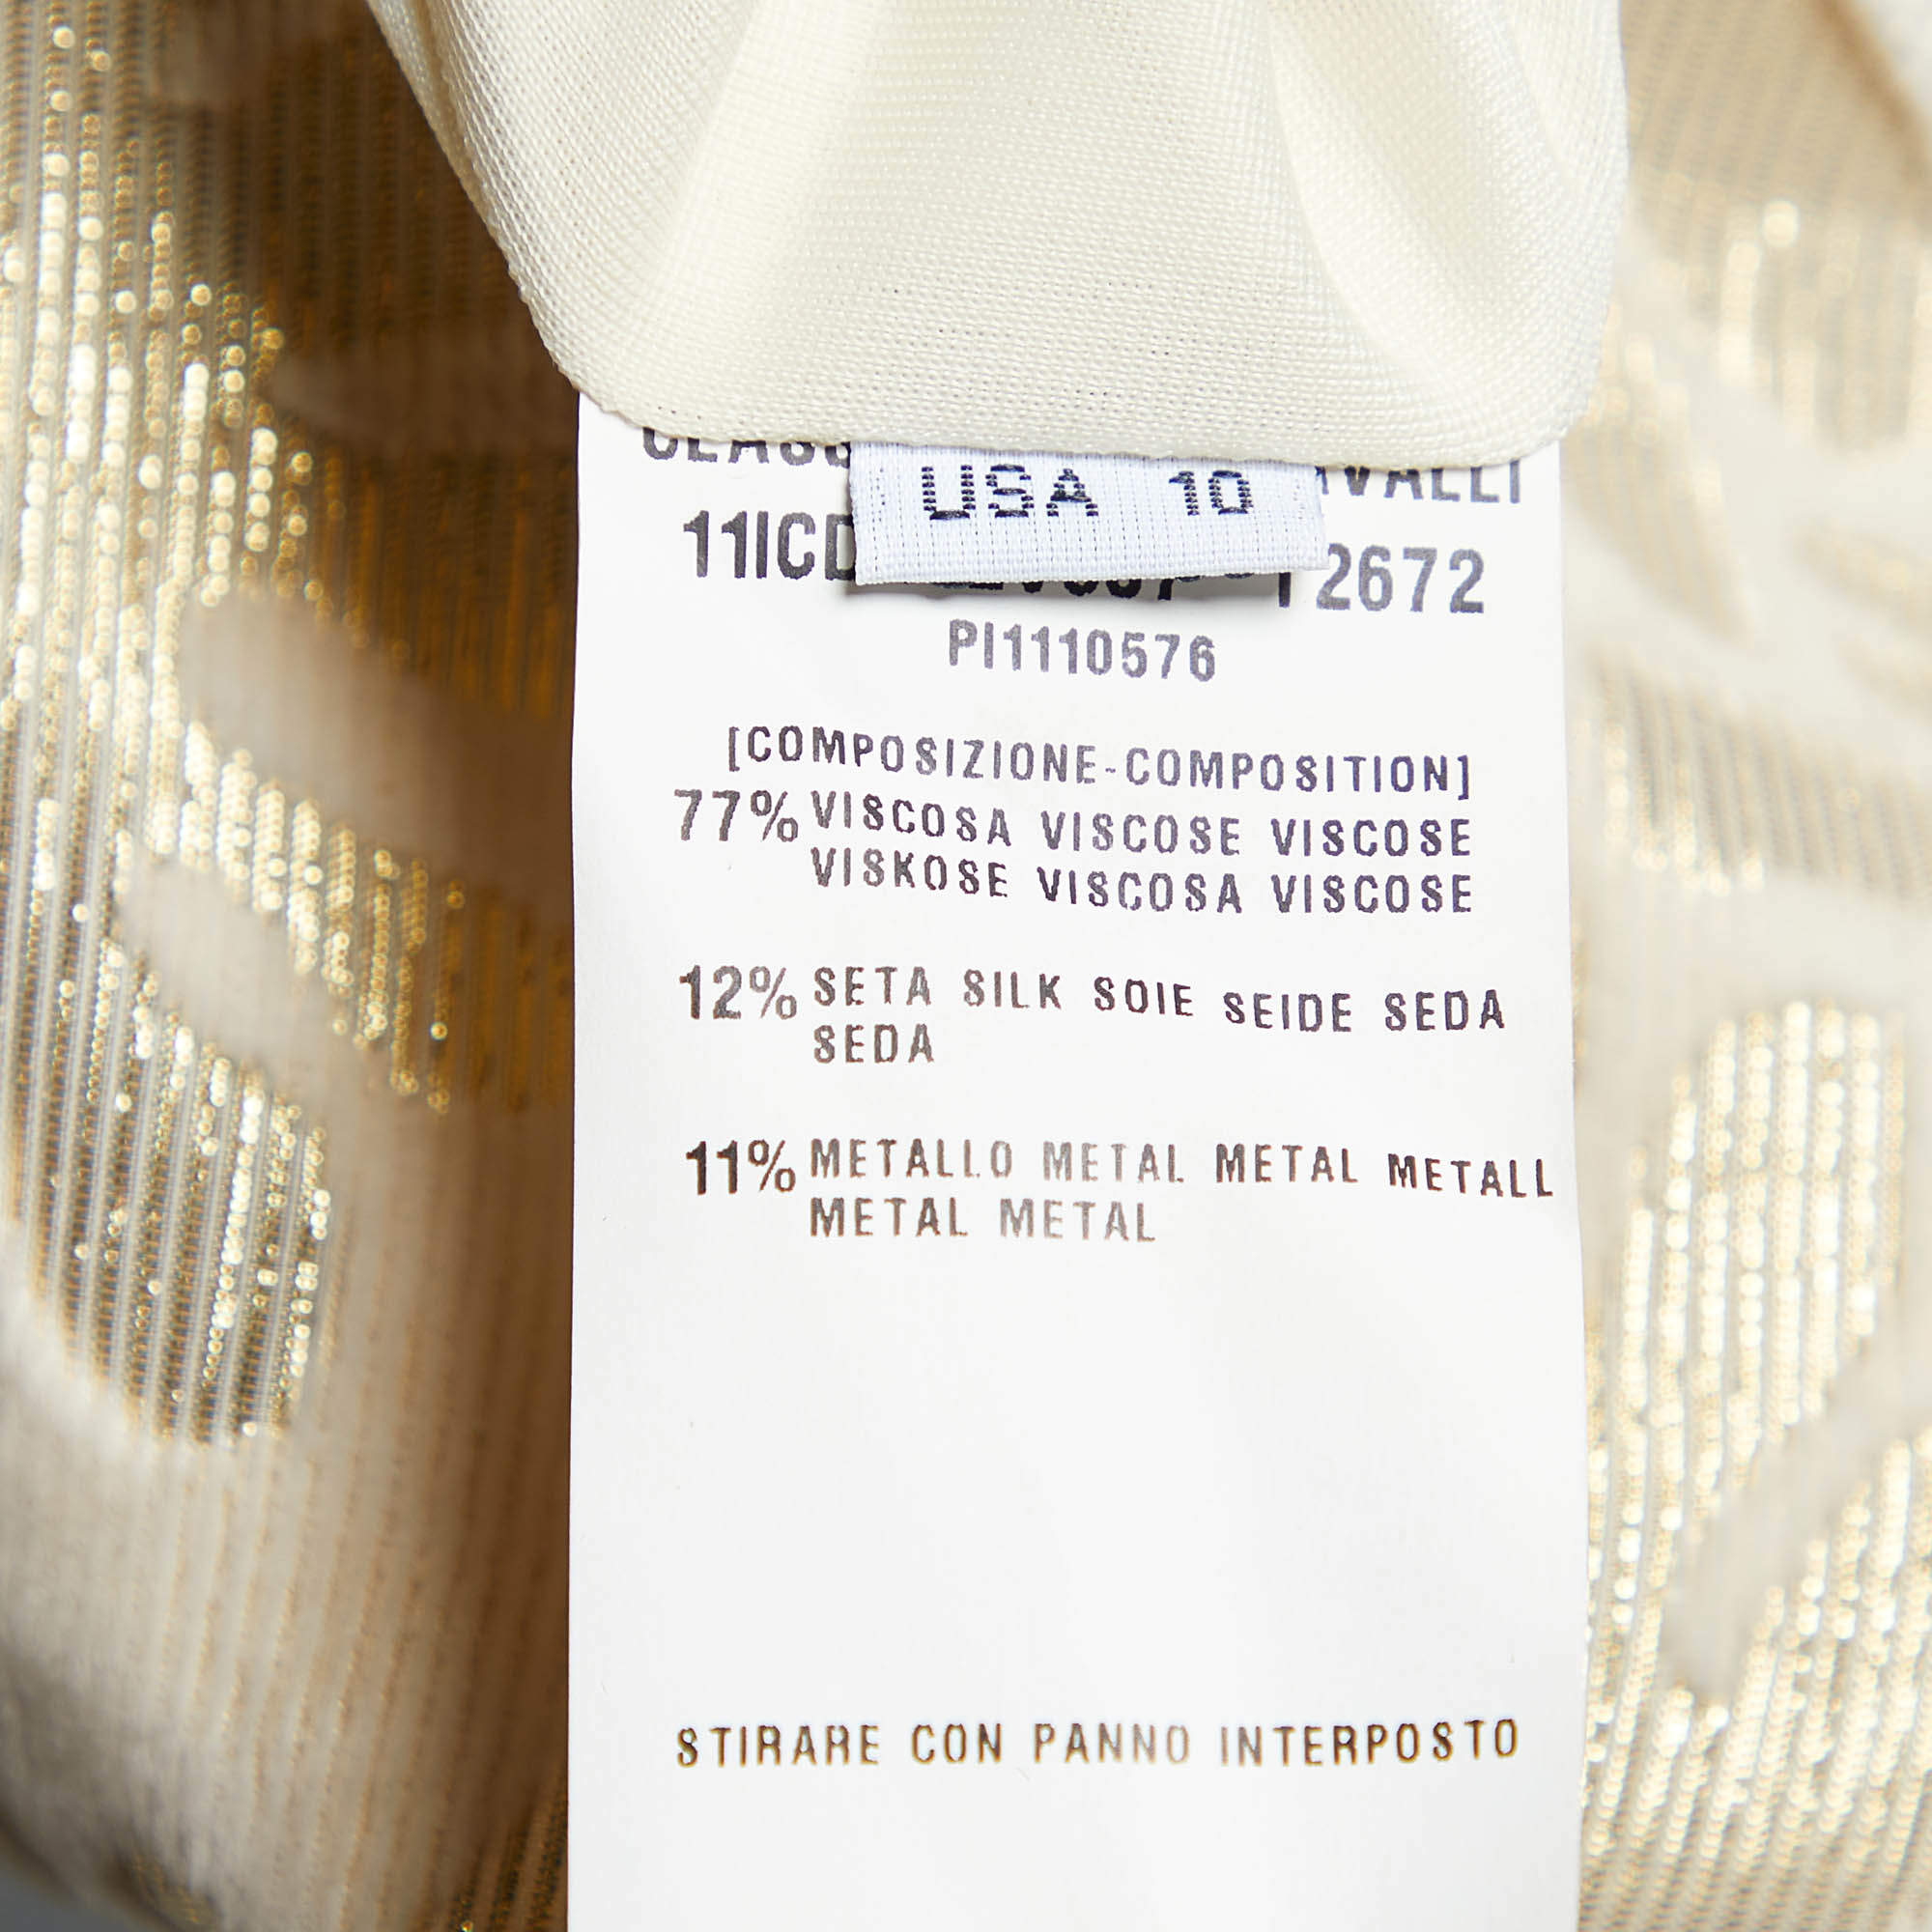 USA 10
2672
PI1110576
[COMPOSIZIONE-COMPOSITION]
77% VISCOSA VISCOSE VISCOSE
VISKOSE VISCOSA VISCOSE
12% SETA SILK SOIE SEIDE SEDA
SEDA
11% METALLO METAL METAL METALL
METAL METAL
STIRARE CON PANNO INTERPOSTO